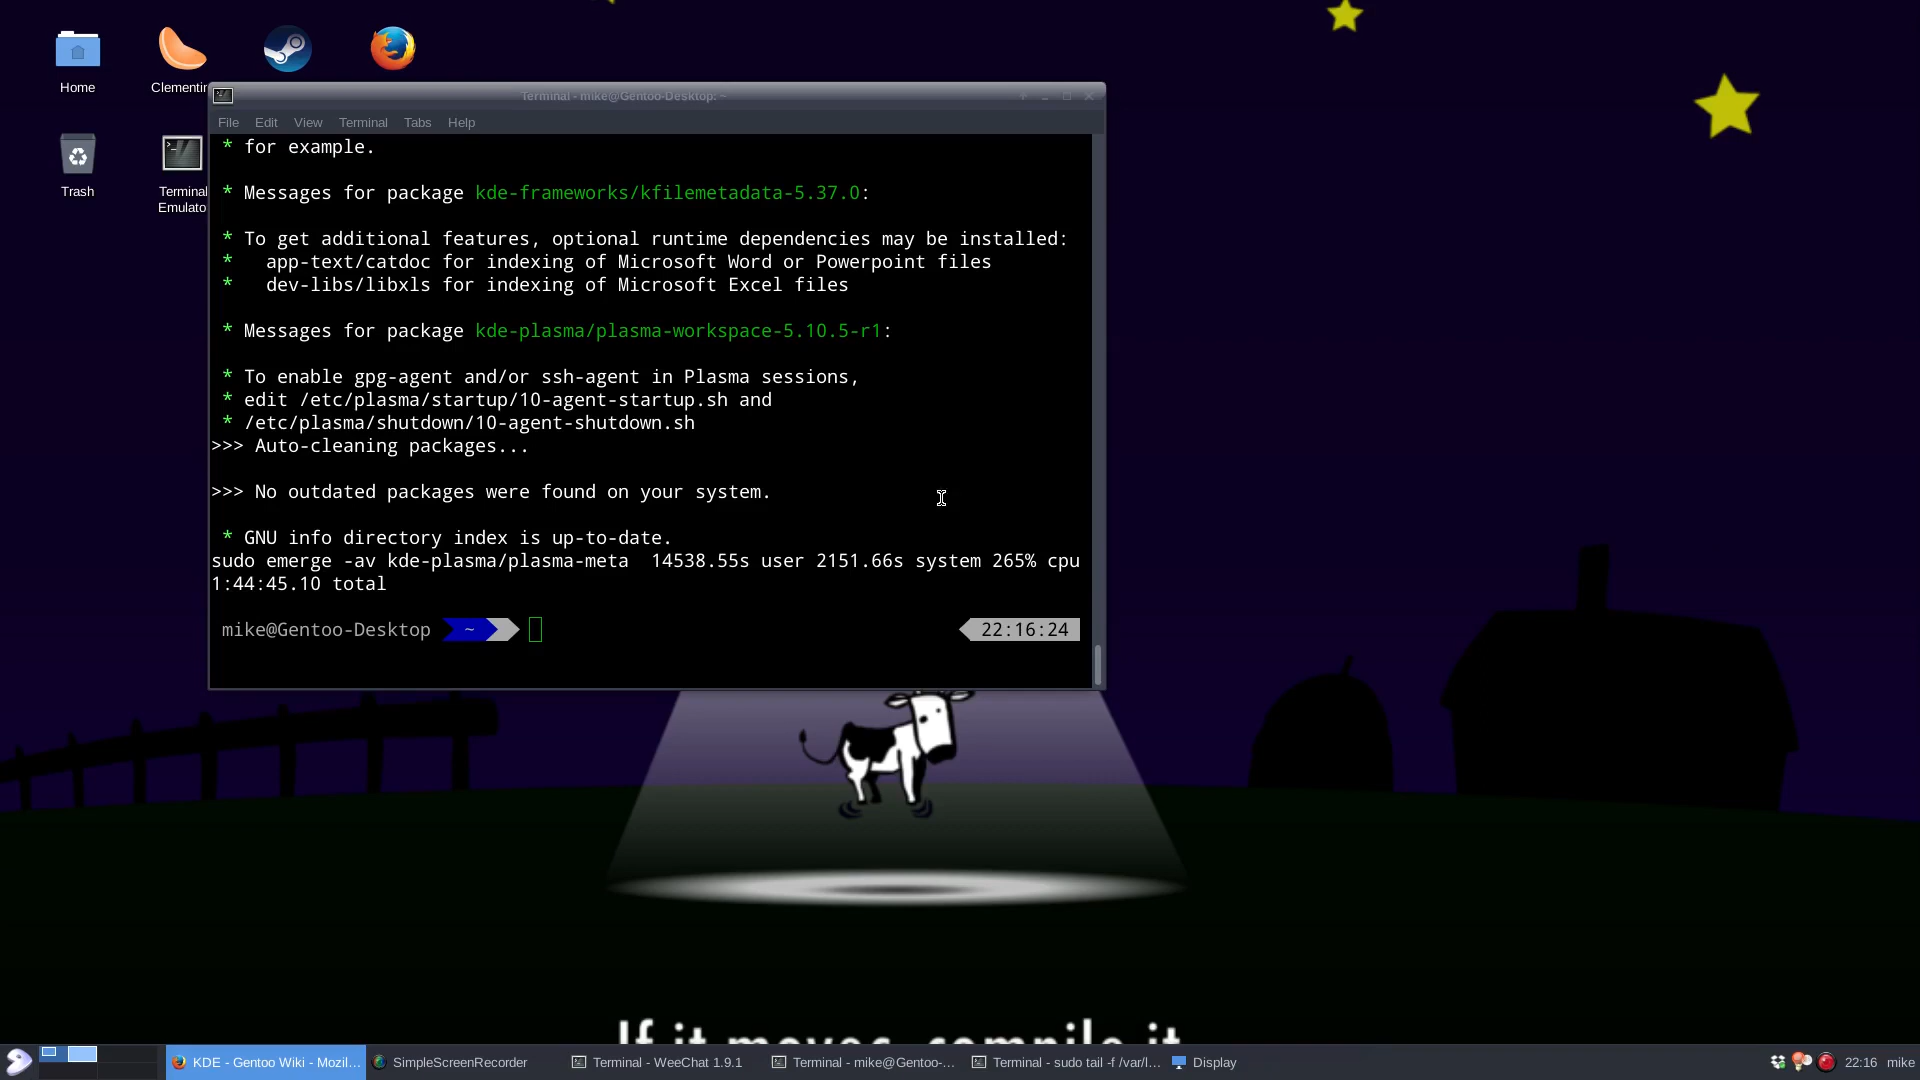 Home
Clementin
Trash
Terminal
Emulato
Terminal - mike@Gentoo-Desktop: ~
File Edit View Terminal Tabs Help
* for example.
* Messages for package kde-frameworks/kfilemetadata-5.37.0:
* To get additional features, optional runtime dependencies may be installed:
*   app-text/catdoc for indexing of Microsoft Word or Powerpoint files
*   dev-libs/libxls for indexing of Microsoft Excel files
* Messages for package kde-plasma/plasma-workspace-5.10.5-r1:
* To enable gpg-agent and/or ssh-agent in Plasma sessions,
* edit /etc/plasma/startup/10-agent-startup.sh and
* /etc/plasma/shutdown/10-agent-shutdown.sh
>>> Auto-cleaning packages...
>>> No outdated packages were found on your system.
* GNU info directory index is up-to-date.
sudo emerge -av kde-plasma/plasma-meta  14538.55s user 2151.66s system 265% cpu
1:44:45.10 total
mike@Gentoo-Desktop ~ 22:16:24
If it moves, compile it
KDE - Gentoo Wiki - Mozil... SimpleScreenRecorder Terminal - WeeChat 1.9.1 Terminal - mike@Gentoo-... Terminal - sudo tail -f /var/l... Display 22:16 mike